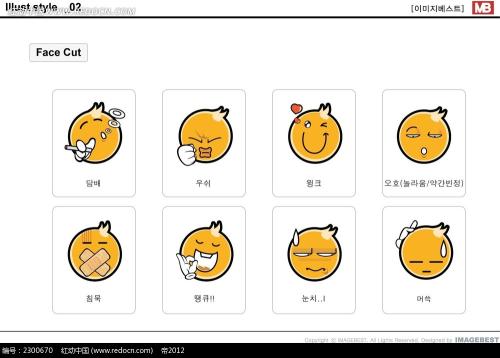 Illust style 02
WWW.REDOCN.COM
[이미지베스트] MB
Face Cut
담배
우쉬
윙크
오호(놀라움/약간빈정)
침묵
땡큐!!
눈치..I
머쓱
Copyright ⓒ IMAGEBEST. All Rights Reserved. Designed by IMAGEBEST
编号：2300670 红动中国 (www.redocn.com) 帝2012